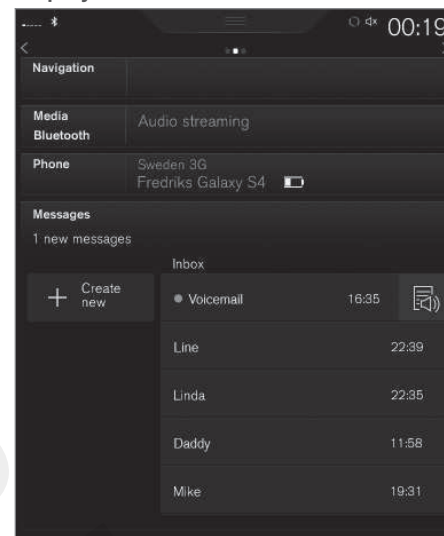 00:19
Navigation
Media
Bluetooth
Audio streaming
Phone
Sweden 3G
Fredriks Galaxy S4
Messages
1 new messages
Inbox
Create
new
Voicemail 16:35
Line 22:39
Linda 22:35
Daddy 11:58
Mike 19:31